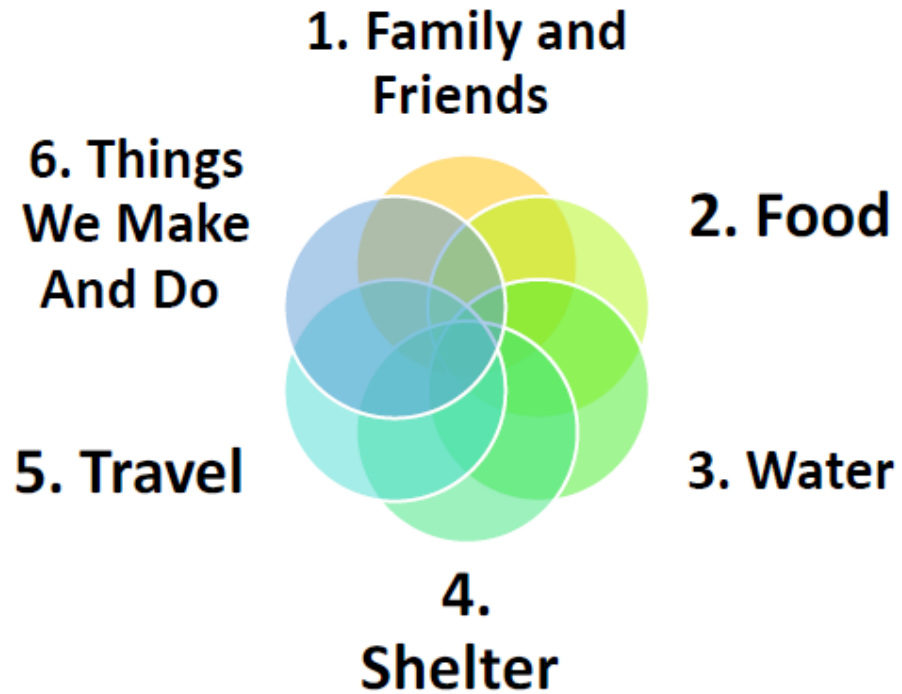 1. Family and
Friends
2. Food
3. Water
4.
Shelter
5. Travel
6. Things
We Make
And Do